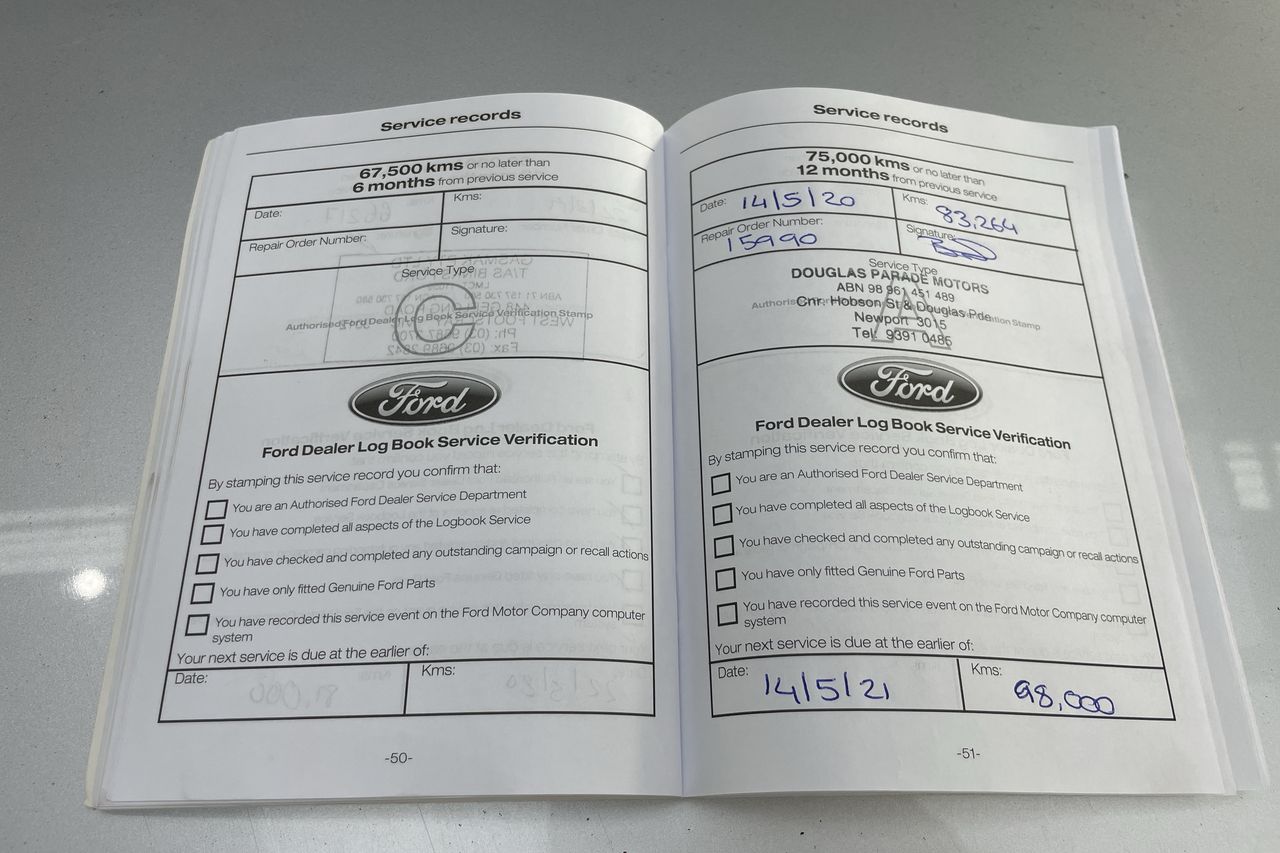 Service records
67,500 kms or no later than
6 months from previous service
Date:
Kms:
Repair Order Number:
Signature:
Service Type
C
Authorised Ford Dealer Log Book Service Verification Stamp
Ford
Ford Dealer Log Book Service Verification
By stamping this service record you confirm that:
You are an Authorised Ford Dealer Service Department
You have completed all aspects of the Logbook Service
You have checked and completed any outstanding campaign or recall actions
You have only fitted Genuine Ford Parts
You have recorded this service event on the Ford Motor Company computer
system
Your next service is due at the earlier of:
Date:
Kms:
-50-
Service records
75,000 kms or no later than
12 months from previous service
Date: 14/5/20
Kms: 83,264
Repair Order Number:
15990
Signature:
Service Type
A
DOUGLAS PARADE MOTORS
ABN 98 961 451 489
Cnr. Hobson St & Douglas Pde
Newport 3015
Tel: 9391 0486
Ford
Ford Dealer Log Book Service Verification
By stamping this service record you confirm that:
You are an Authorised Ford Dealer Service Department
You have completed all aspects of the Logbook Service
You have checked and completed any outstanding campaign or recall actions
You have only fitted Genuine Ford Parts
You have recorded this service event on the Ford Motor Company computer
system
Your next service is due at the earlier of:
Date: 14/5/21
Kms: 98,000
-51-